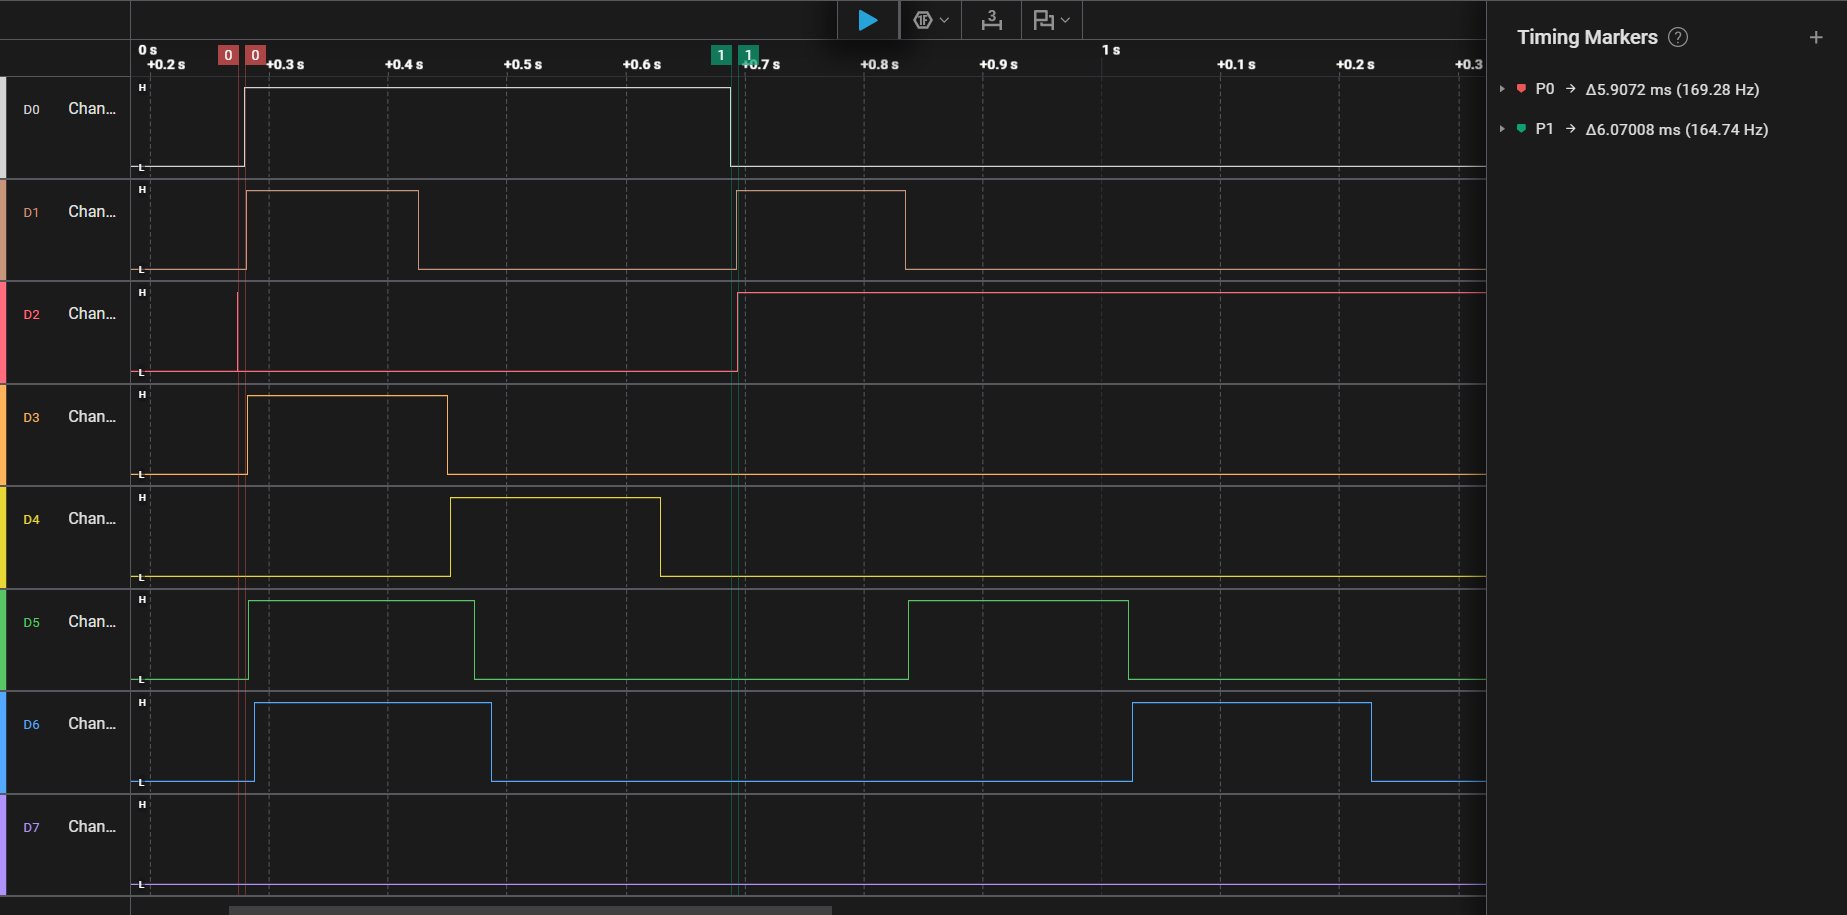 3
Timing Markers ?
0 s
1 s
0 0 1 1
+0.2 s +0.3 s +0.4 s +0.5 s +0.6 s +0.7 s +0.8 s +0.9 s +0.1 s +0.2 s +0.3
P0 → Δ5.9072 ms (169.28 Hz)
P1 → Δ6.07008 ms (164.74 Hz)
H
D0 Chan...
L
H
D1 Chan...
L
H
D2 Chan...
L
H
D3 Chan...
L
H
D4 Chan...
L
H
D5 Chan...
L
H
D6 Chan...
L
H
D7 Chan...
L